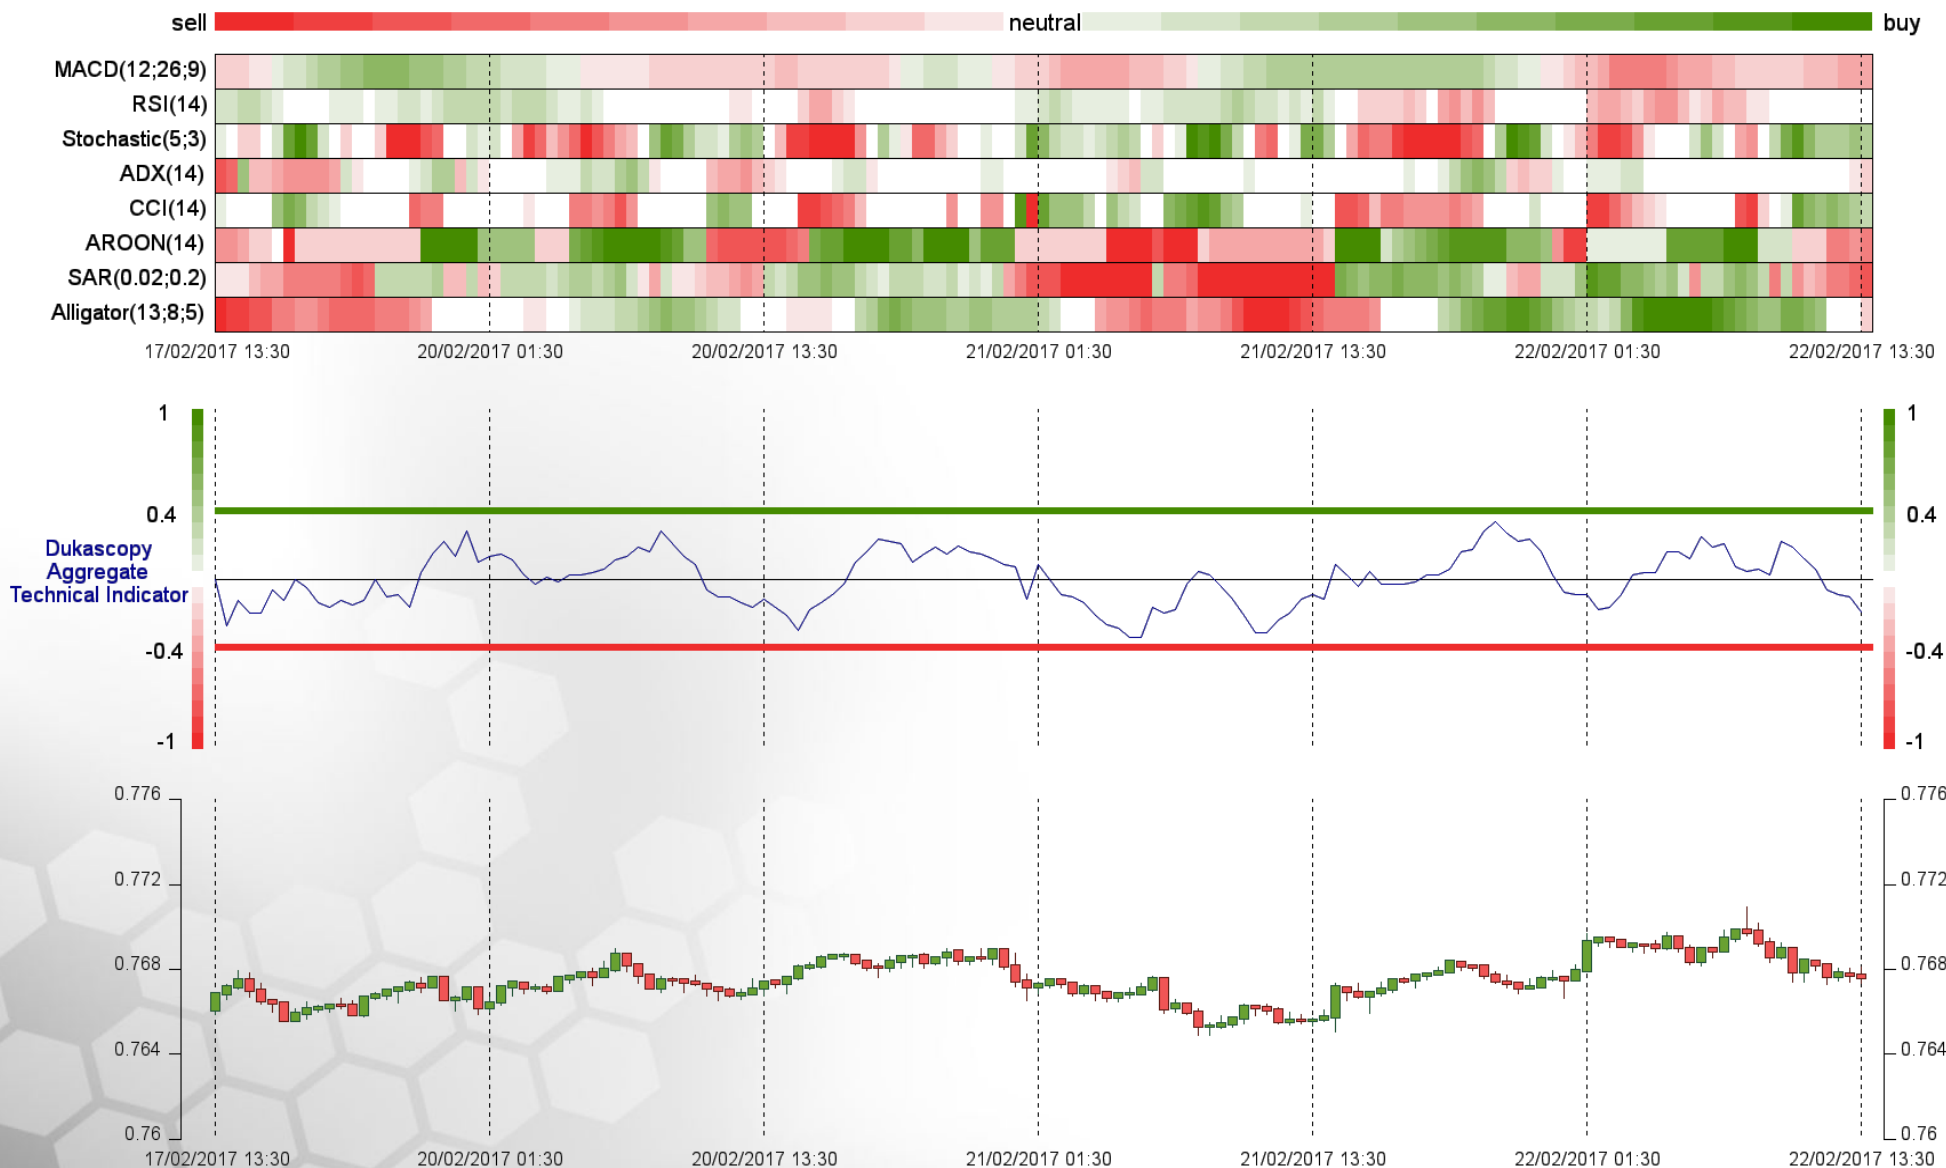 sell neutral buy
MACD(12;26;9)
RSI(14)
Stochastic(5;3)
ADX(14)
CCI(14)
AROON(14)
SAR(0.02;0.2)
Alligator(13;8;5)
17/02/2017 13:30 20/02/2017 01:30 20/02/2017 13:30 21/02/2017 01:30 21/02/2017 13:30 22/02/2017 01:30 22/02/2017 13:30
1 1
0.4 0.4
Dukascopy
Aggregate
Technical Indicator
-0.4 -0.4
-1 -1
0.776 0.776
0.772 0.772
0.768 0.768
0.764 0.764
0.76 0.76
17/02/2017 13:30 20/02/2017 01:30 20/02/2017 13:30 21/02/2017 01:30 21/02/2017 13:30 22/02/2017 01:30 22/02/2017 13:30